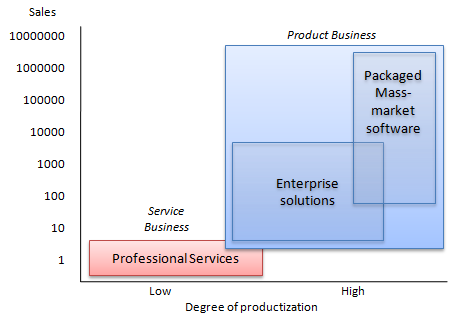 Sales
10000000
1000000
100000
10000
1000
100
10
1
Product Business
Packaged
Mass-
market
software
Enterprise
solutions
Service
Business
Professional Services
Low
High
Degree of productization